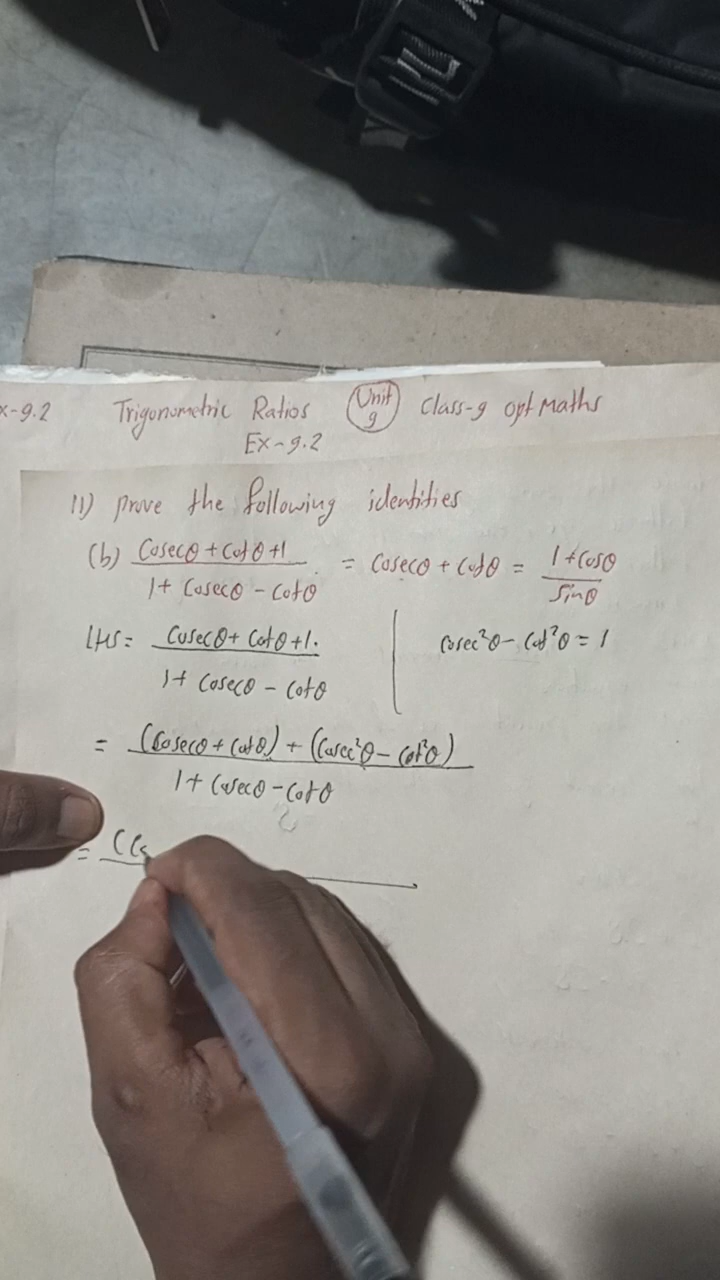 x-9.2 Trigonometric Ratios Unit 9 Class-9 opt Maths
Ex-9.2
11) prove the following identities
(b) (Cosecθ + Cotθ + 1)/(1 + Cosecθ - Cotθ) = Cosecθ + Cotθ = (1 + Cosθ)/(Sinθ)
LHS = (Cosecθ + Cotθ + 1.)/(1 + Cosecθ - Cotθ) | Cosec²θ - Cot²θ = 1
= ((Cosecθ + Cotθ) + (Cosec²θ - Cot²θ))/(1 + Cosecθ - Cotθ)
= (Cs